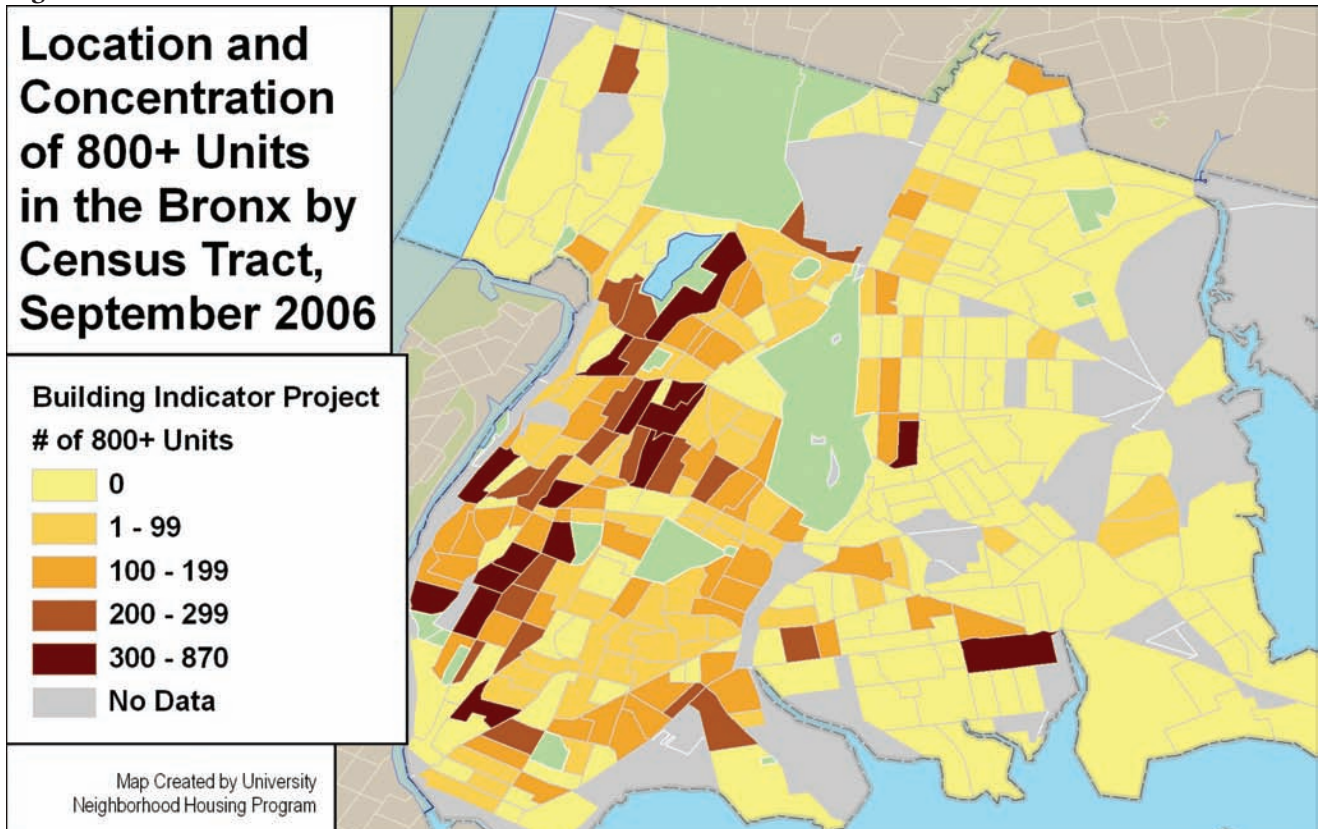 Location and
Concentration
of 800+ Units
in the Bronx by
Census Tract,
September 2006
Building Indicator Project
# of 800+ Units
0
1 - 99
100 - 199
200 - 299
300 - 870
No Data
Map Created by University
Neighborhood Housing Program